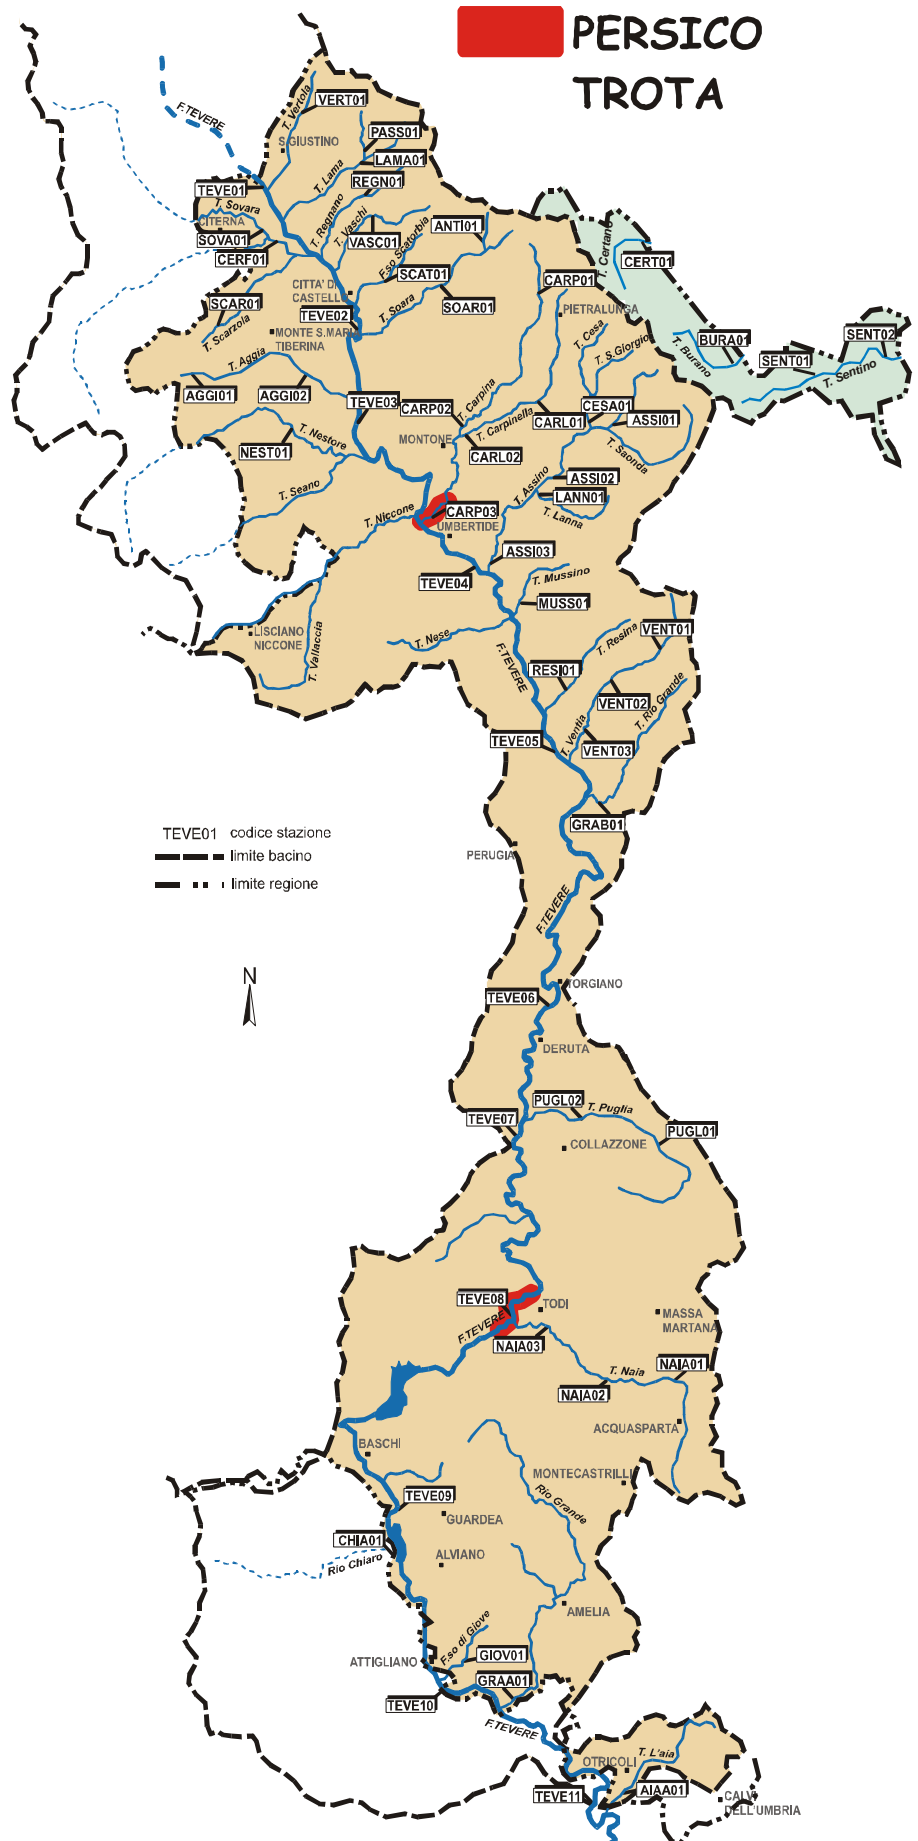 PERSICO
TROTA
F.TEVERE
T. Vertola
VERT01
S.GIUSTINO
PASS01
LAMA01
T. Lama
REGN01
TEVE01
T. Sovara
CITERNA
SOVA01
CERF01
T. Regnano
T. Vaschi
VASC01
F.so Scatorbia
ANTI01
SCAT01
SOAR01
T. Soara
CITTA' DI
CASTELLO
TEVE02
SCAR01
T. Scarzola
MONTE S.MARIA
TIBERINA
T. Certano
CERT01
CARP01
PIETRALUNGA
T. Cesa
T. S.Giorgio
BURA01
T. Burano
SENT01
SENT02
T. Sentino
T. Aggia
AGGI01
AGGI02
TEVE03
CARP02
T. Carpina
T. Carpinella
CARL01
CESA01
ASSI01
MONTONE
CARL02
T. Saonda
NEST01
T. Nestore
T. Seano
T. Assino
ASSI02
LANN01
T. Lanna
T. Niccone
CARP03
UMBERTIDE
ASSI03
TEVE04
T. Mussino
MUSS01
LISCIANO
NICCONE
T. Vallaccia
T. Nese
F.TEVERE
T. Resina
VENT01
RESI01
VENT02
T. Rio Grande
T. Ventia
TEVE05
VENT03
GRAB01
TEVE01 codice stazione
limite bacino
limite regione
PERUGIA
F.TEVERE
N
TORGIANO
TEVE06
DERUTA
PUGL02
T. Puglia
TEVE07
PUGL01
COLLAZZONE
TEVE08
TODI
F.TEVERE
MASSA
MARTANA
NAIA03
NAIA01
T. Naia
NAIA02
ACQUASPARTA
BASCHI
MONTECASTRILLI
TEVE09
Rio Grande
GUARDEA
CHIA01
Rio Chiaro
ALVIANO
AMELIA
F.so di Giove
ATTIGLIANO
GIOV01
GRAA01
TEVE10
F.TEVERE
OTRICOLI
T. L'aia
TEVE11
AIAA01
CALVI
DELL'UMBRIA